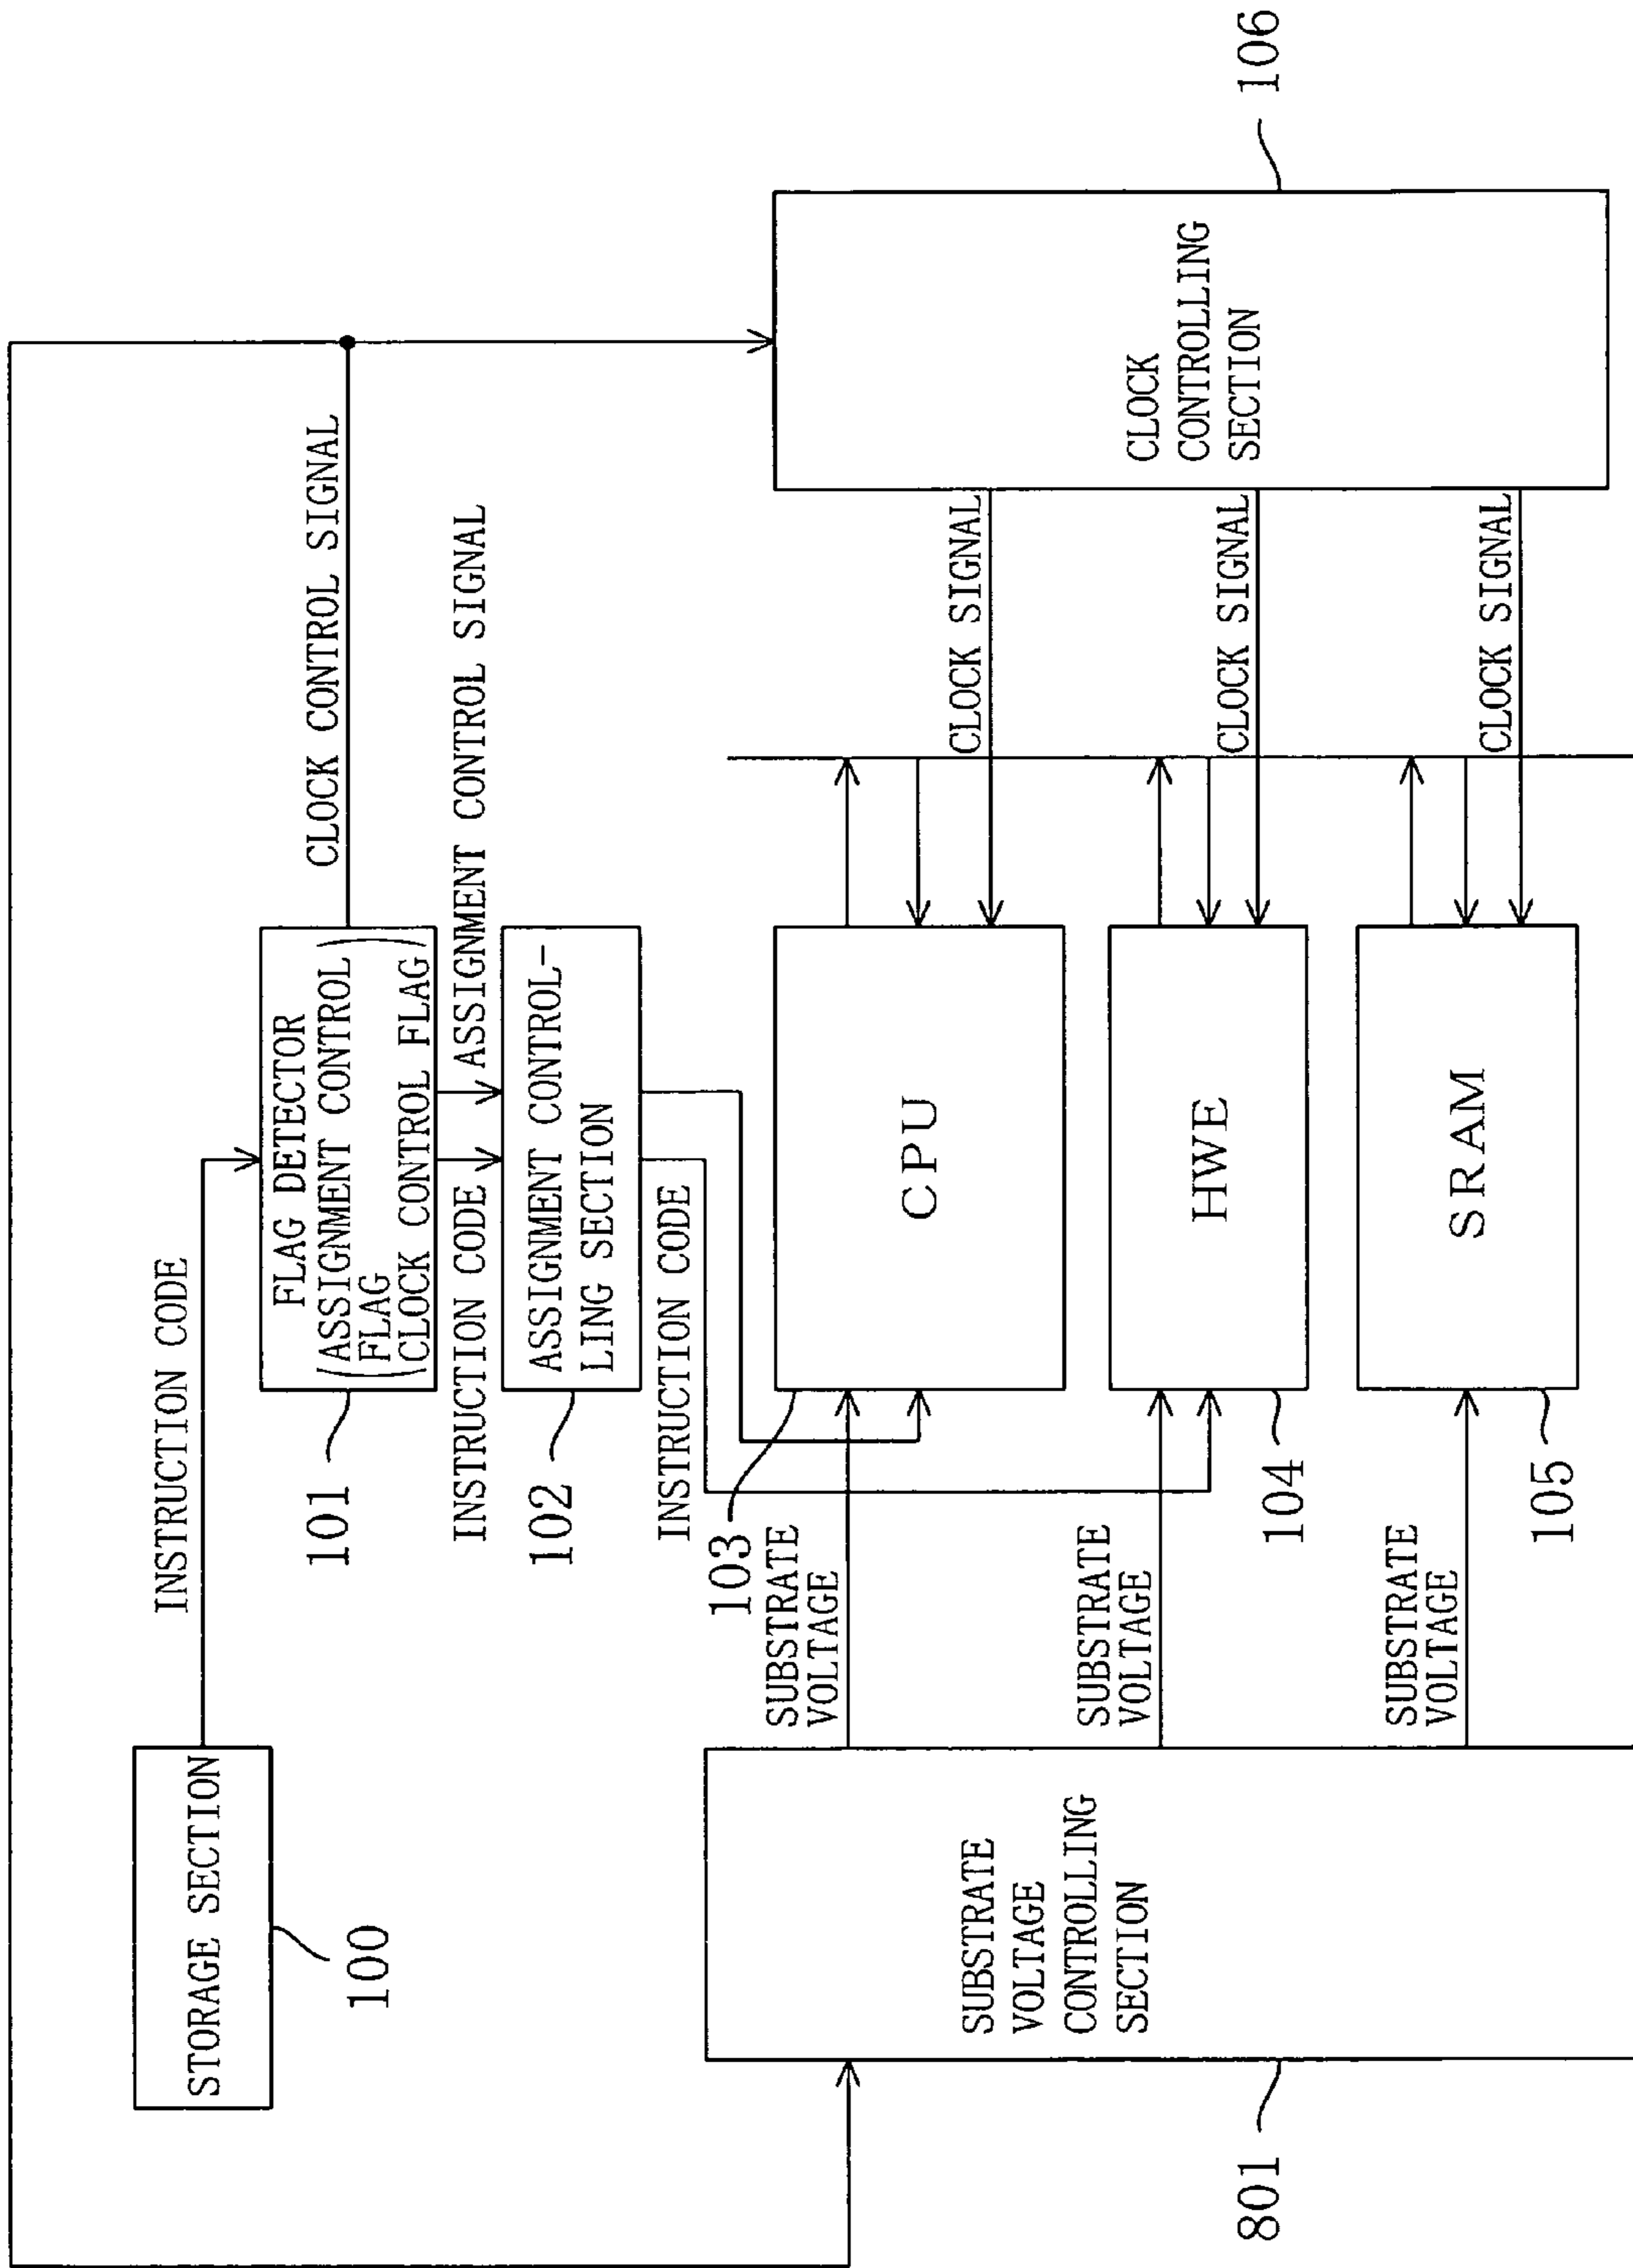 STORAGE SECTION
100
INSTRUCTION CODE
FLAG DETECTOR
(ASSIGNMENT CONTROL
FLAG
CLOCK CONTROL FLAG)
101
CLOCK CONTROL SIGNAL
INSTRUCTION CODE
ASSIGNMENT CONTROL SIGNAL
ASSIGNMENT CONTROL-
LING SECTION
102
INSTRUCTION CODE
103
SUBSTRATE
VOLTAGE
CPU
CLOCK SIGNAL
SUBSTRATE
VOLTAGE
HWE
104
CLOCK SIGNAL
SUBSTRATE
VOLTAGE
SRAM
105
CLOCK SIGNAL
SUBSTRATE
VOLTAGE
CONTROLLING
SECTION
801
CLOCK
CONTROLLING
SECTION
106